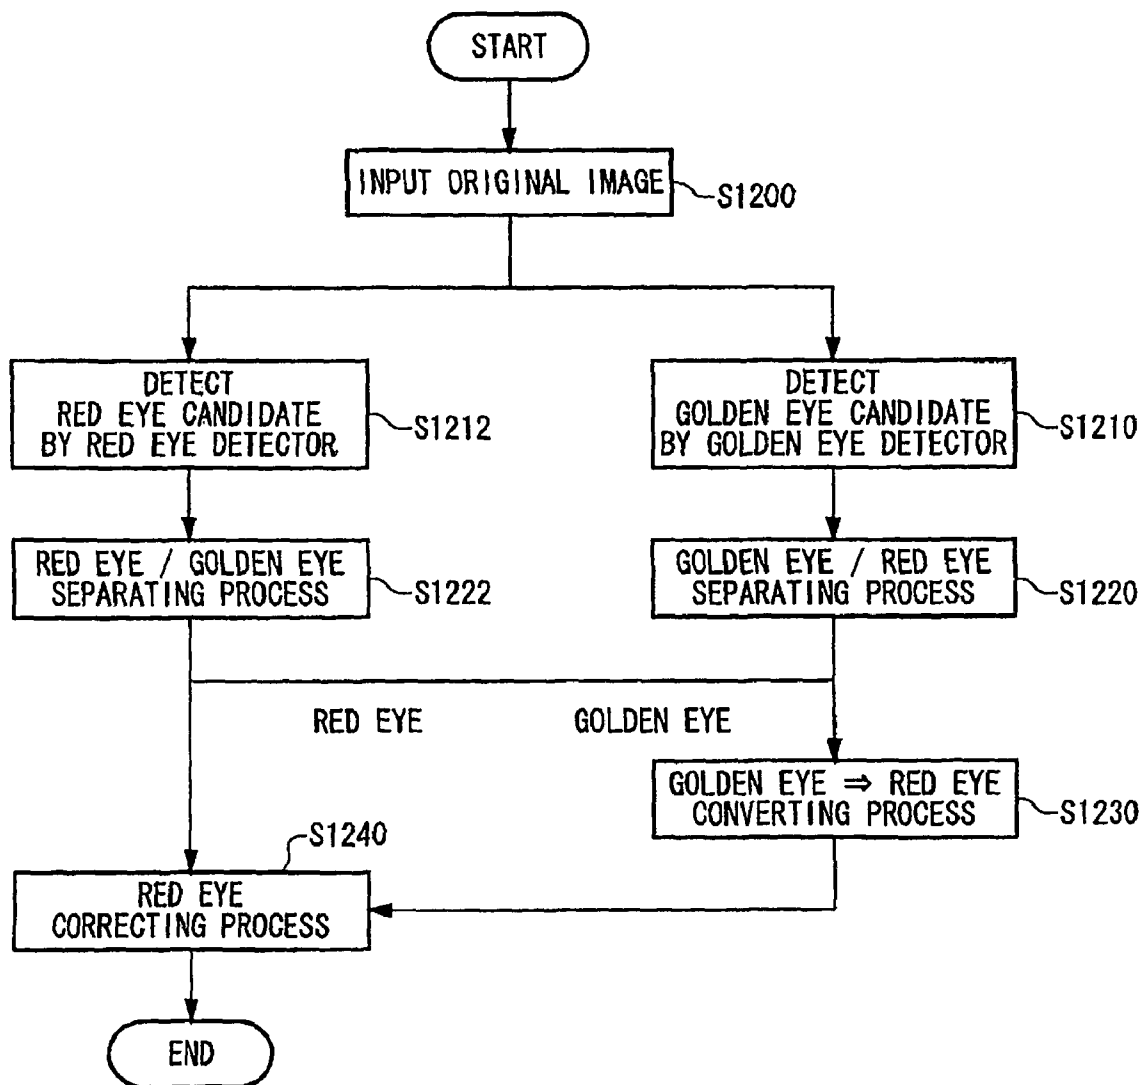 START
INPUT ORIGINAL IMAGE
S1200
DETECT
RED EYE CANDIDATE
BY RED EYE DETECTOR
S1212
DETECT
GOLDEN EYE CANDIDATE
BY GOLDEN EYE DETECTOR
S1210
RED EYE / GOLDEN EYE
SEPARATING PROCESS
S1222
GOLDEN EYE / RED EYE
SEPARATING PROCESS
S1220
RED EYE
GOLDEN EYE
GOLDEN EYE ⇒ RED EYE
CONVERTING PROCESS
S1230
S1240
RED EYE
CORRECTING PROCESS
END